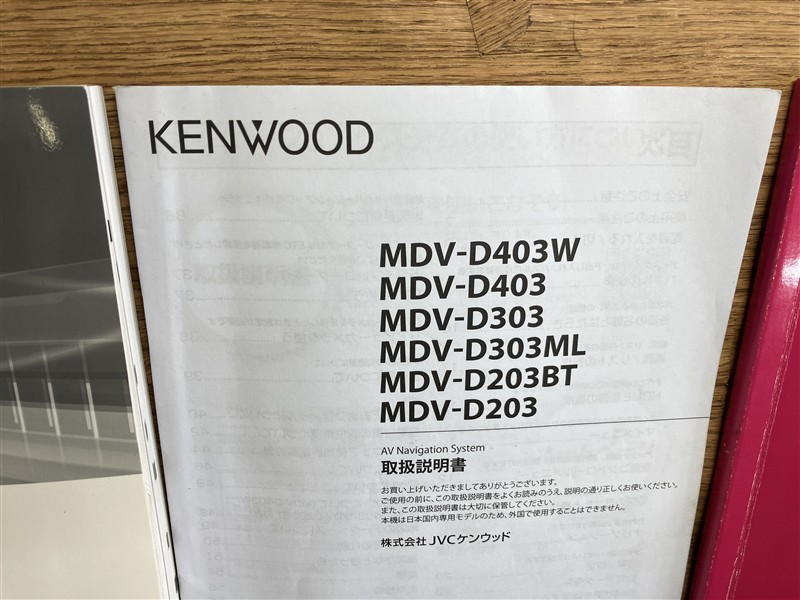 KENWOOD
MDV-D403W
MDV-D403
MDV-D303
MDV-D303ML
MDV-D203BT
MDV-D203
AV Navigation System
取扱説明書
お買い上げいただきましてありがとうございます。
ご使用の前に、この取扱説明書をよくお読みのうえ、説明の通り正しくお使いください。
また、この取扱説明書は大切に保管してください。
本機は日本国内専用モデルのため、外国で使用することはできません。
株式会社 JVCケンウッド